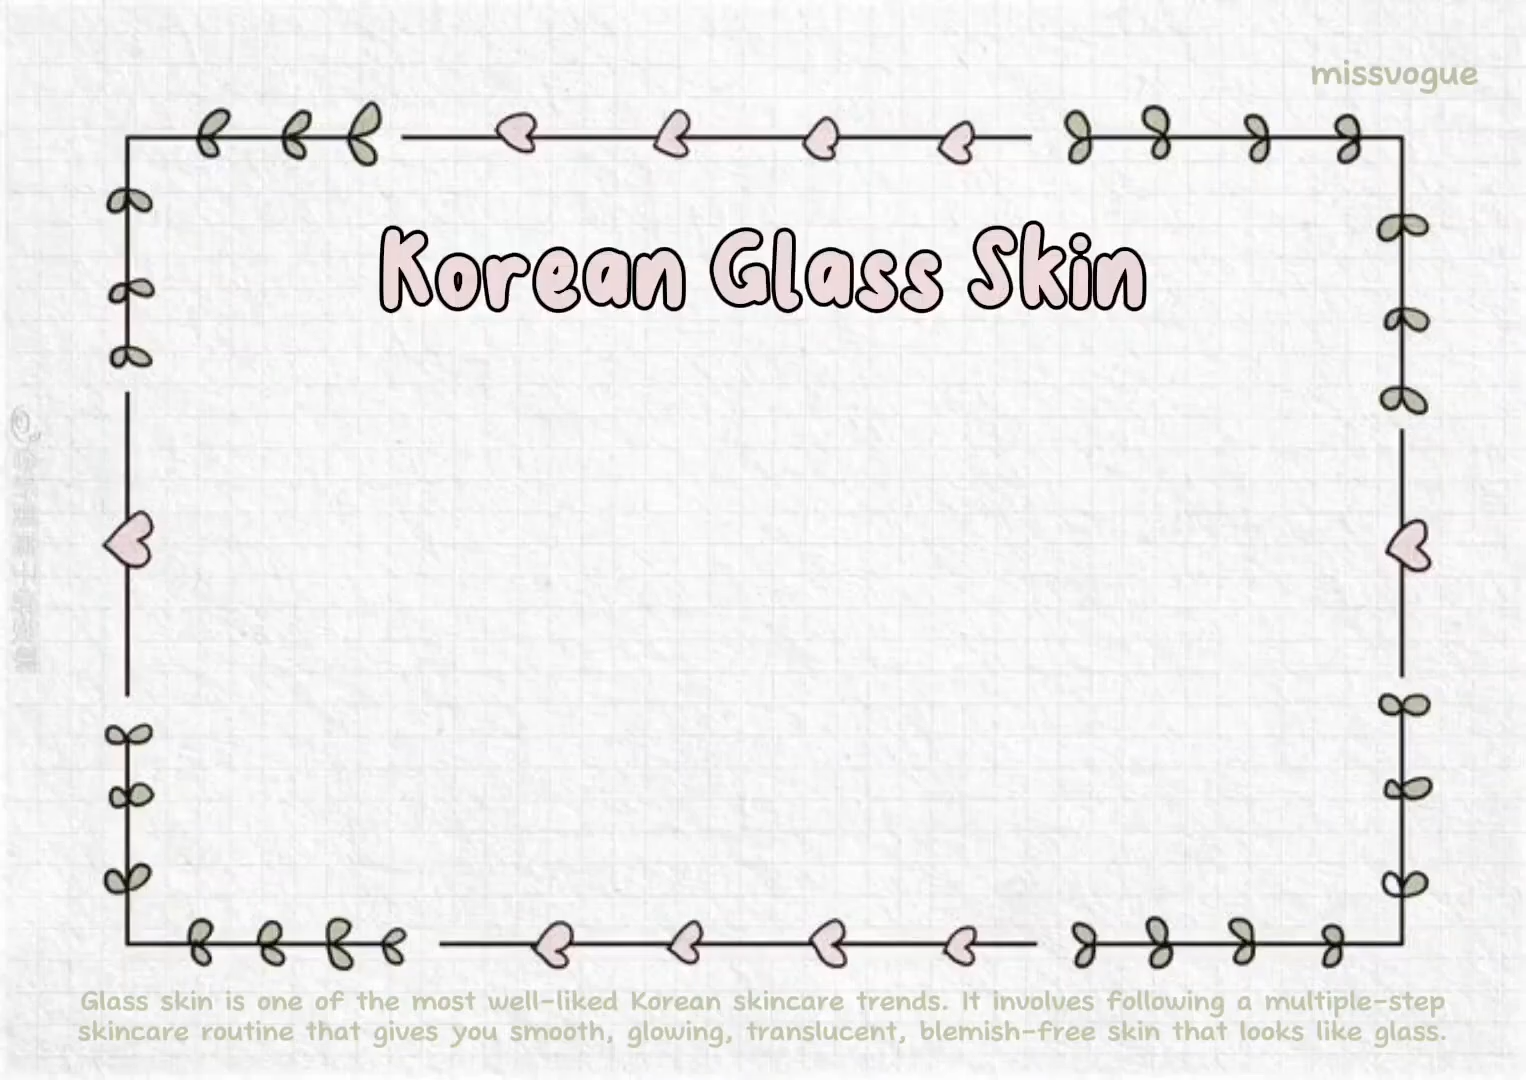 missvogue
Korean Glass Skin
Glass skin is one of the most well-liked Korean skincare trends. It involves following a multiple-step
skincare routine that gives you smooth, glowing, translucent, blemish-free skin that looks like glass.